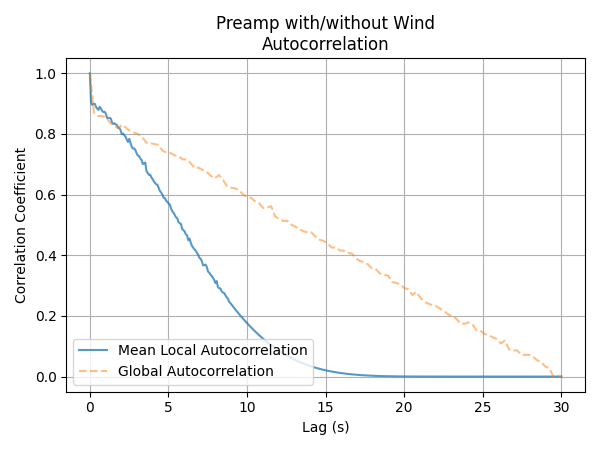 Preamp with/without Wind
Autocorrelation
Correlation Coefficient
1.0
0.8
0.6
0.4
0.2
0.0
Mean Local Autocorrelation
Global Autocorrelation
0 5 10 15 20 25 30
Lag (s)